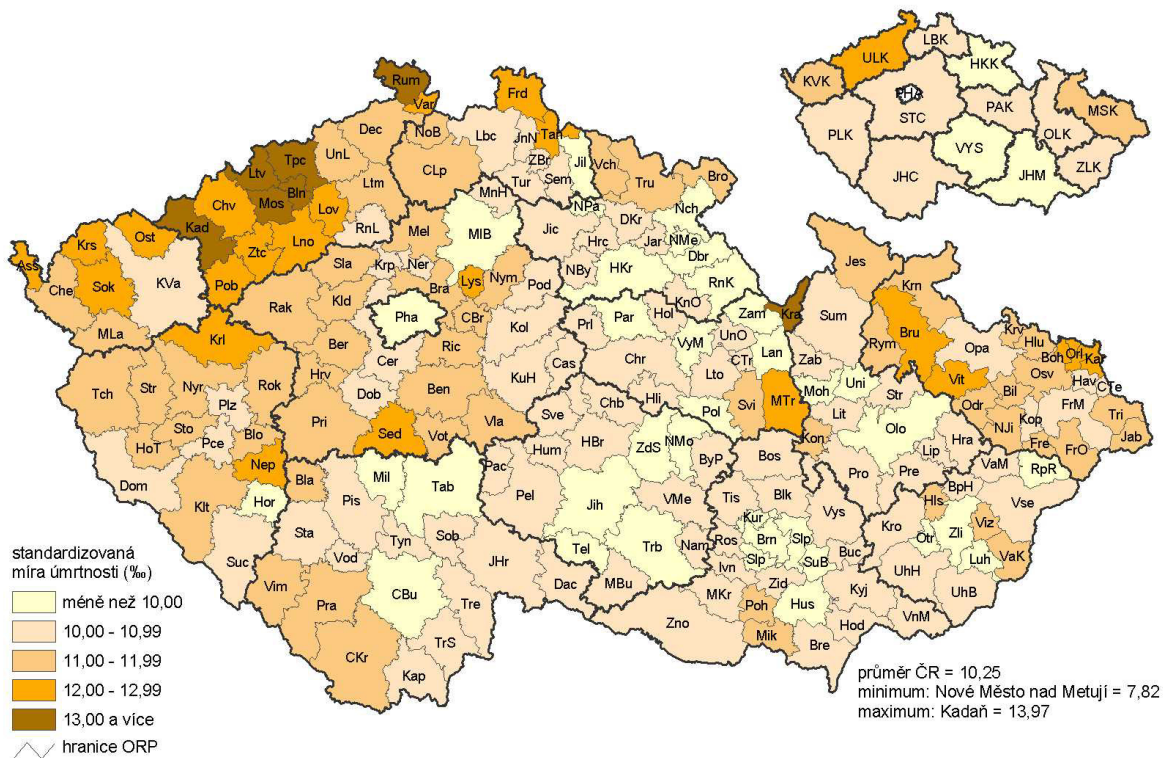 Rum
Var
Frd
Dec
NoB
Lbc
JnN
Tan
UnL
CLp
ZBr
Jil
Vch
Tru
Bro
Tpc
Ltv
Bln
Mos
Ltm
Tur
Sem
MnH
NPa
Nch
Chv
Lov
RnL
Mel
MlB
Jic
DKr
Kad
Lno
Hrc
Jar
NMe
Krs
Ost
Ztc
Dbr
Ass
Sla
Krp
Ner
NBy
HKr
RnK
Sok
Che
KVa
Pob
Kld
Bra
Lys
Nym
Pod
Jes
MLa
Rak
Pha
CBr
KnO
Zam
Kra
Krl
Ber
Cer
Ric
Kol
Prl
Par
Hol
VyM
UnO
Lan
Sum
Krn
Bru
Rym
Tch
Str
Nyr
Rok
Hrv
Cas
Chr
CTr
Zab
Opa
Krv
Hlu
Boh
Orl
Kar
Plz
Dob
Ben
KuH
Lto
Moh
Uni
Str
Vit
Osv
Hav
CTe
Sto
Pri
Hli
Svi
MTr
Bil
Odr
HoT
Pce
Blo
Sed
Vot
Vla
Sve
Chb
Pol
Lit
Olo
NJi
Kop
FrM
Tri
Nep
HBr
Kon
Hra
Fre
FrO
Jab
Dom
Hum
ZdS
NMo
ByP
Bos
Lip
Klt
Hor
Bla
Mil
Tab
Pac
Pro
Pre
VaM
RpR
Pis
Pel
Jih
VMe
Tis
Blk
Vys
BpH
Hls
Vse
Sta
Sob
Kur
Kro
Zli
Viz
Suc
Vod
Tyn
JHr
Tel
Trb
Nam
Ros
Brn
Slp
Buc
Otr
Luh
VaK
Vim
Pra
CBu
Tre
Dac
MBu
Ivn
Slp
SuB
UhH
UhB
MKr
Zid
Hus
Kyj
CKr
TrS
Zno
Poh
Mik
Hod
VnM
Kap
Bre
ULK
LBK
HKK
KVK
PHA
STC
PAK
MSK
PLK
OLK
VYS
JHC
JHM
ZLK
standardizovaná
míra úmrtnosti (‰)
méně než 10,00
10,00 - 10,99
11,00 - 11,99
12,00 - 12,99
13,00 a více
hranice ORP
průměr ČR = 10,25
minimum: Nové Město nad Metují = 7,82
maximum: Kadaň = 13,97